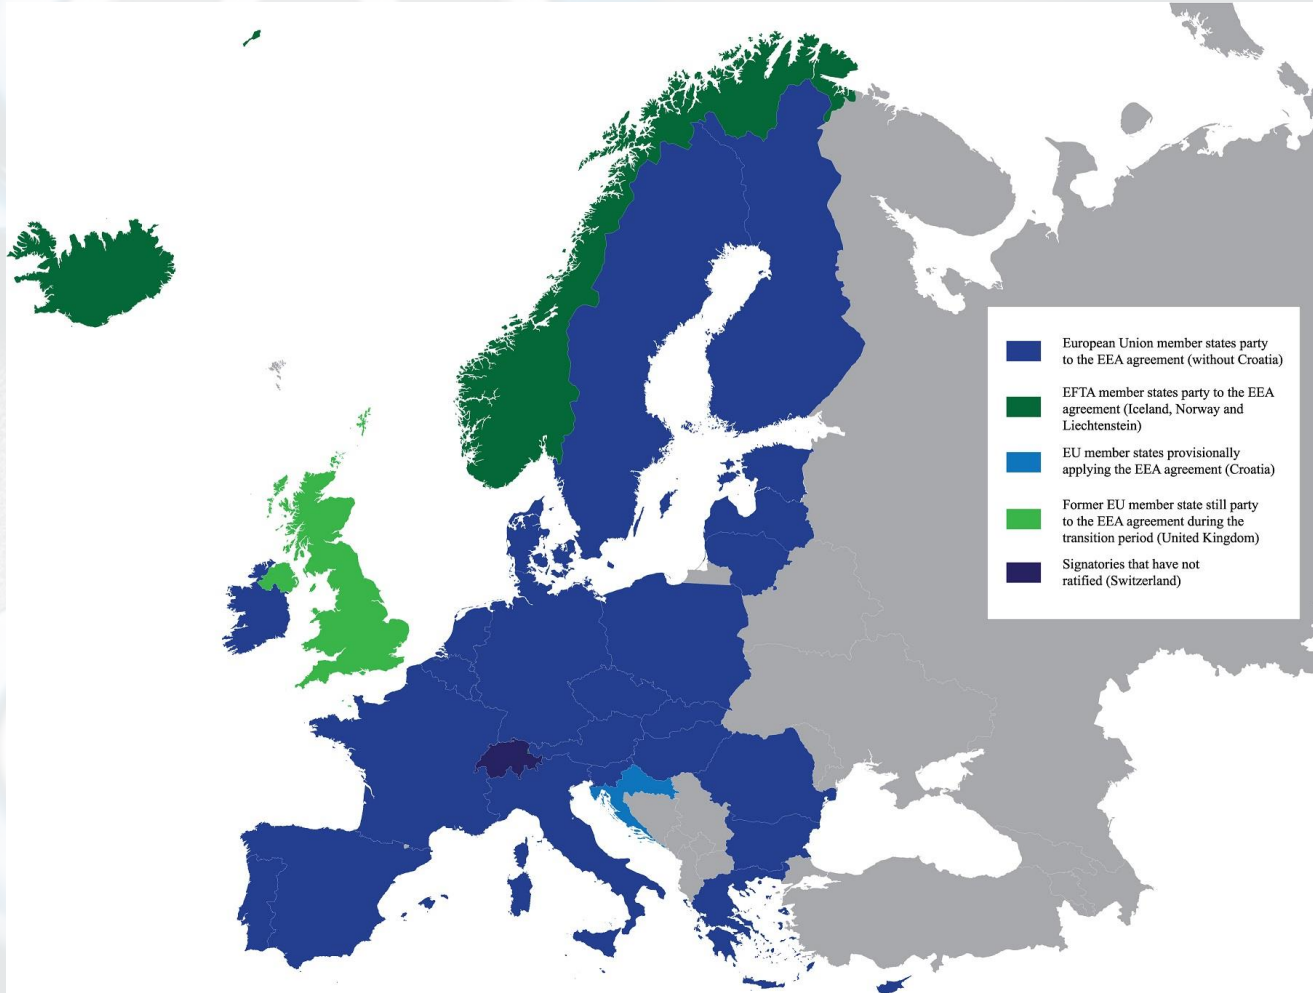 European Union member states party
to the EEA agreement (without Croatia)
EFTA member states party to the EEA
agreement (Iceland, Norway and
Liechtenstein)
EU member states provisionally
applying the EEA agreement (Croatia)
Former EU member state still party
to the EEA agreement during the
transition period (United Kingdom)
Signatories that have not
ratified (Switzerland)